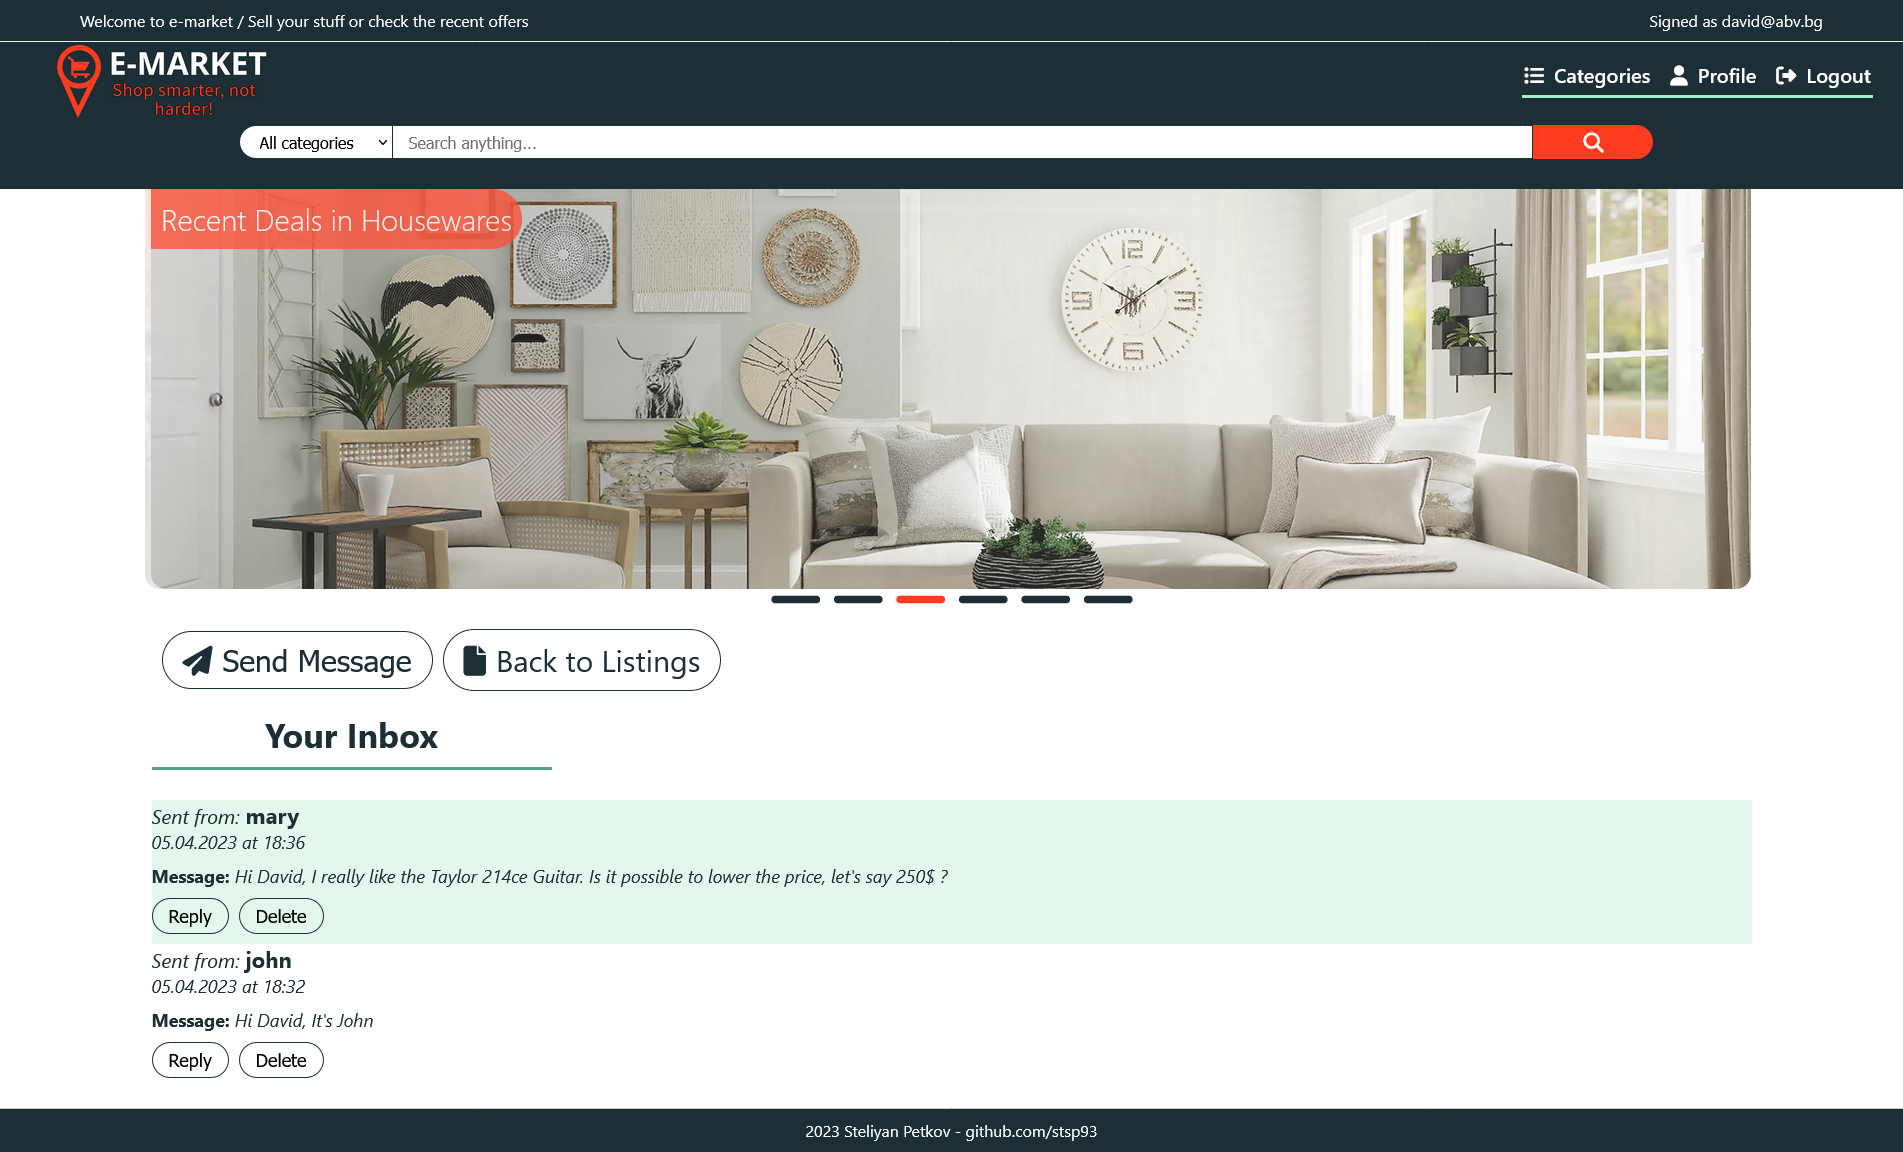 Welcome to e-market / Sell your stuff or check the recent offers
Signed as david@abv.bg
E-MARKET
Shop smarter, not
harder!
Categories
Profile
Logout
All categories
Search anything...
Recent Deals in Housewares
12
3
6
9
Send Message
Back to Listings
Your Inbox
Sent from: mary
05.04.2023 at 18:36
Message: Hi David, I really like the Taylor 214ce Guitar. Is it possible to lower the price, let's say 250$ ?
Reply
Delete
Sent from: john
05.04.2023 at 18:32
Message: Hi David, It's John
Reply
Delete
2023 Steliyan Petkov - github.com/stsp93